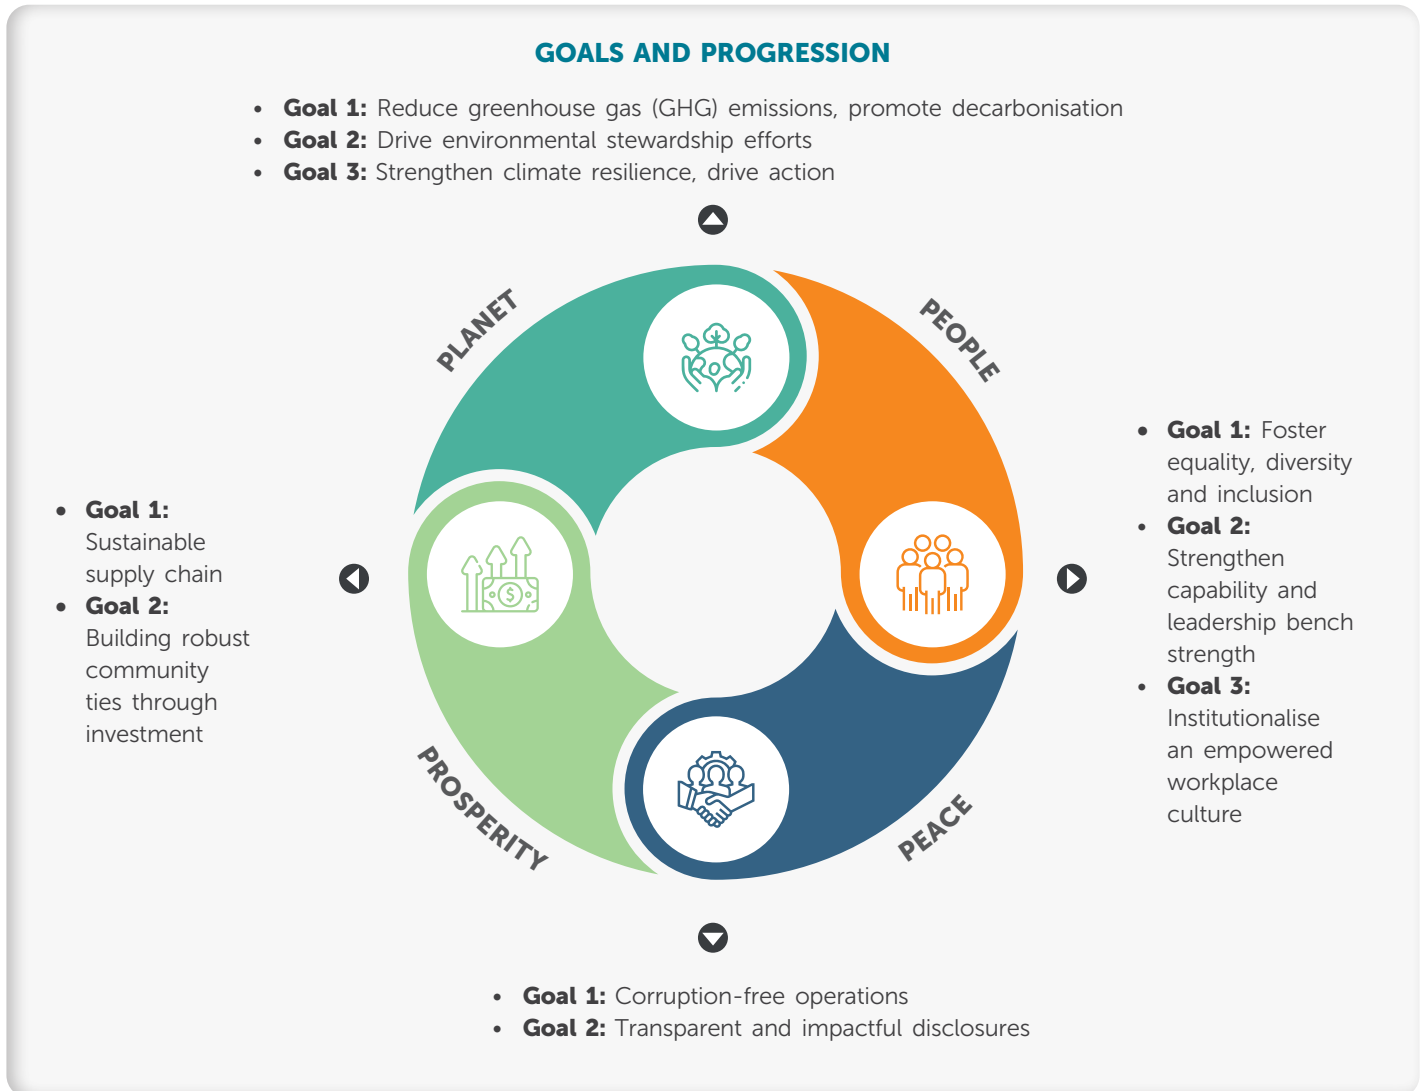 GOALS AND PROGRESSION
• Goal 1: Reduce greenhouse gas (GHG) emissions, promote decarbonisation
• Goal 2: Drive environmental stewardship efforts
• Goal 3: Strengthen climate resilience, drive action
PLANET
PEOPLE
• Goal 1: Foster
equality, diversity
and inclusion
• Goal 2:
Strengthen
capability and
leadership bench
strength
• Goal 3:
Institutionalise
an empowered
workplace
culture
• Goal 1:
Sustainable
supply chain
• Goal 2:
Building robust
community
ties through
investment
$
PROSPERITY
PEACE
• Goal 1: Corruption-free operations
• Goal 2: Transparent and impactful disclosures